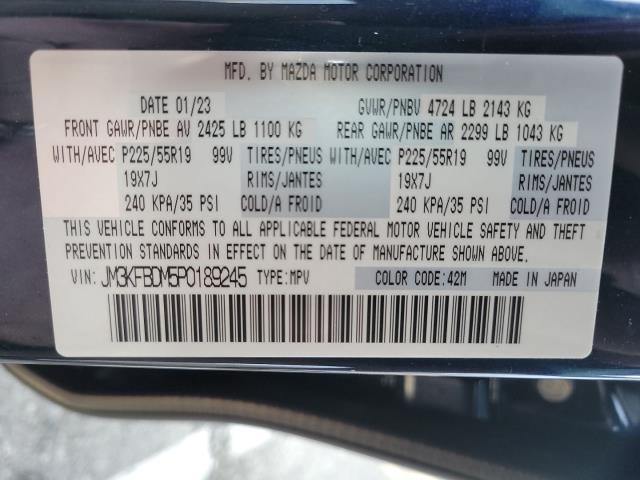 MFD. BY MAZDA MOTOR CORPORATION
DATE 01/23 GVWR/PNBV 4724 LB 2143 KG
FRONT GAWR/PNBE AV 2425 LB 1100 KG REAR GAWR/PNBE AR 2299 LB 1043 KG
WITH/AVEC P225/55R19 99V TIRES/PNEUS P225/55R19 99V TIRES/PNEUS
19X7J RIMS/JANTES 19X7J RIMS/JANTES
240 KPA/35 PSI COLD/A FROID 240 KPA/35 PSI COLD/A FROID
THIS VEHICLE CONFORMS TO ALL APPLICABLE FEDERAL MOTOR VEHICLE SAFETY AND THEFT
PREVENTION STANDARDS IN EFFECT ON THE DATE OF MANUFACTURE SHOWN ABOVE.
VIN: JM3KFBDM5P0189245 TYPE:MPV COLOR CODE:42M MADE IN JAPAN